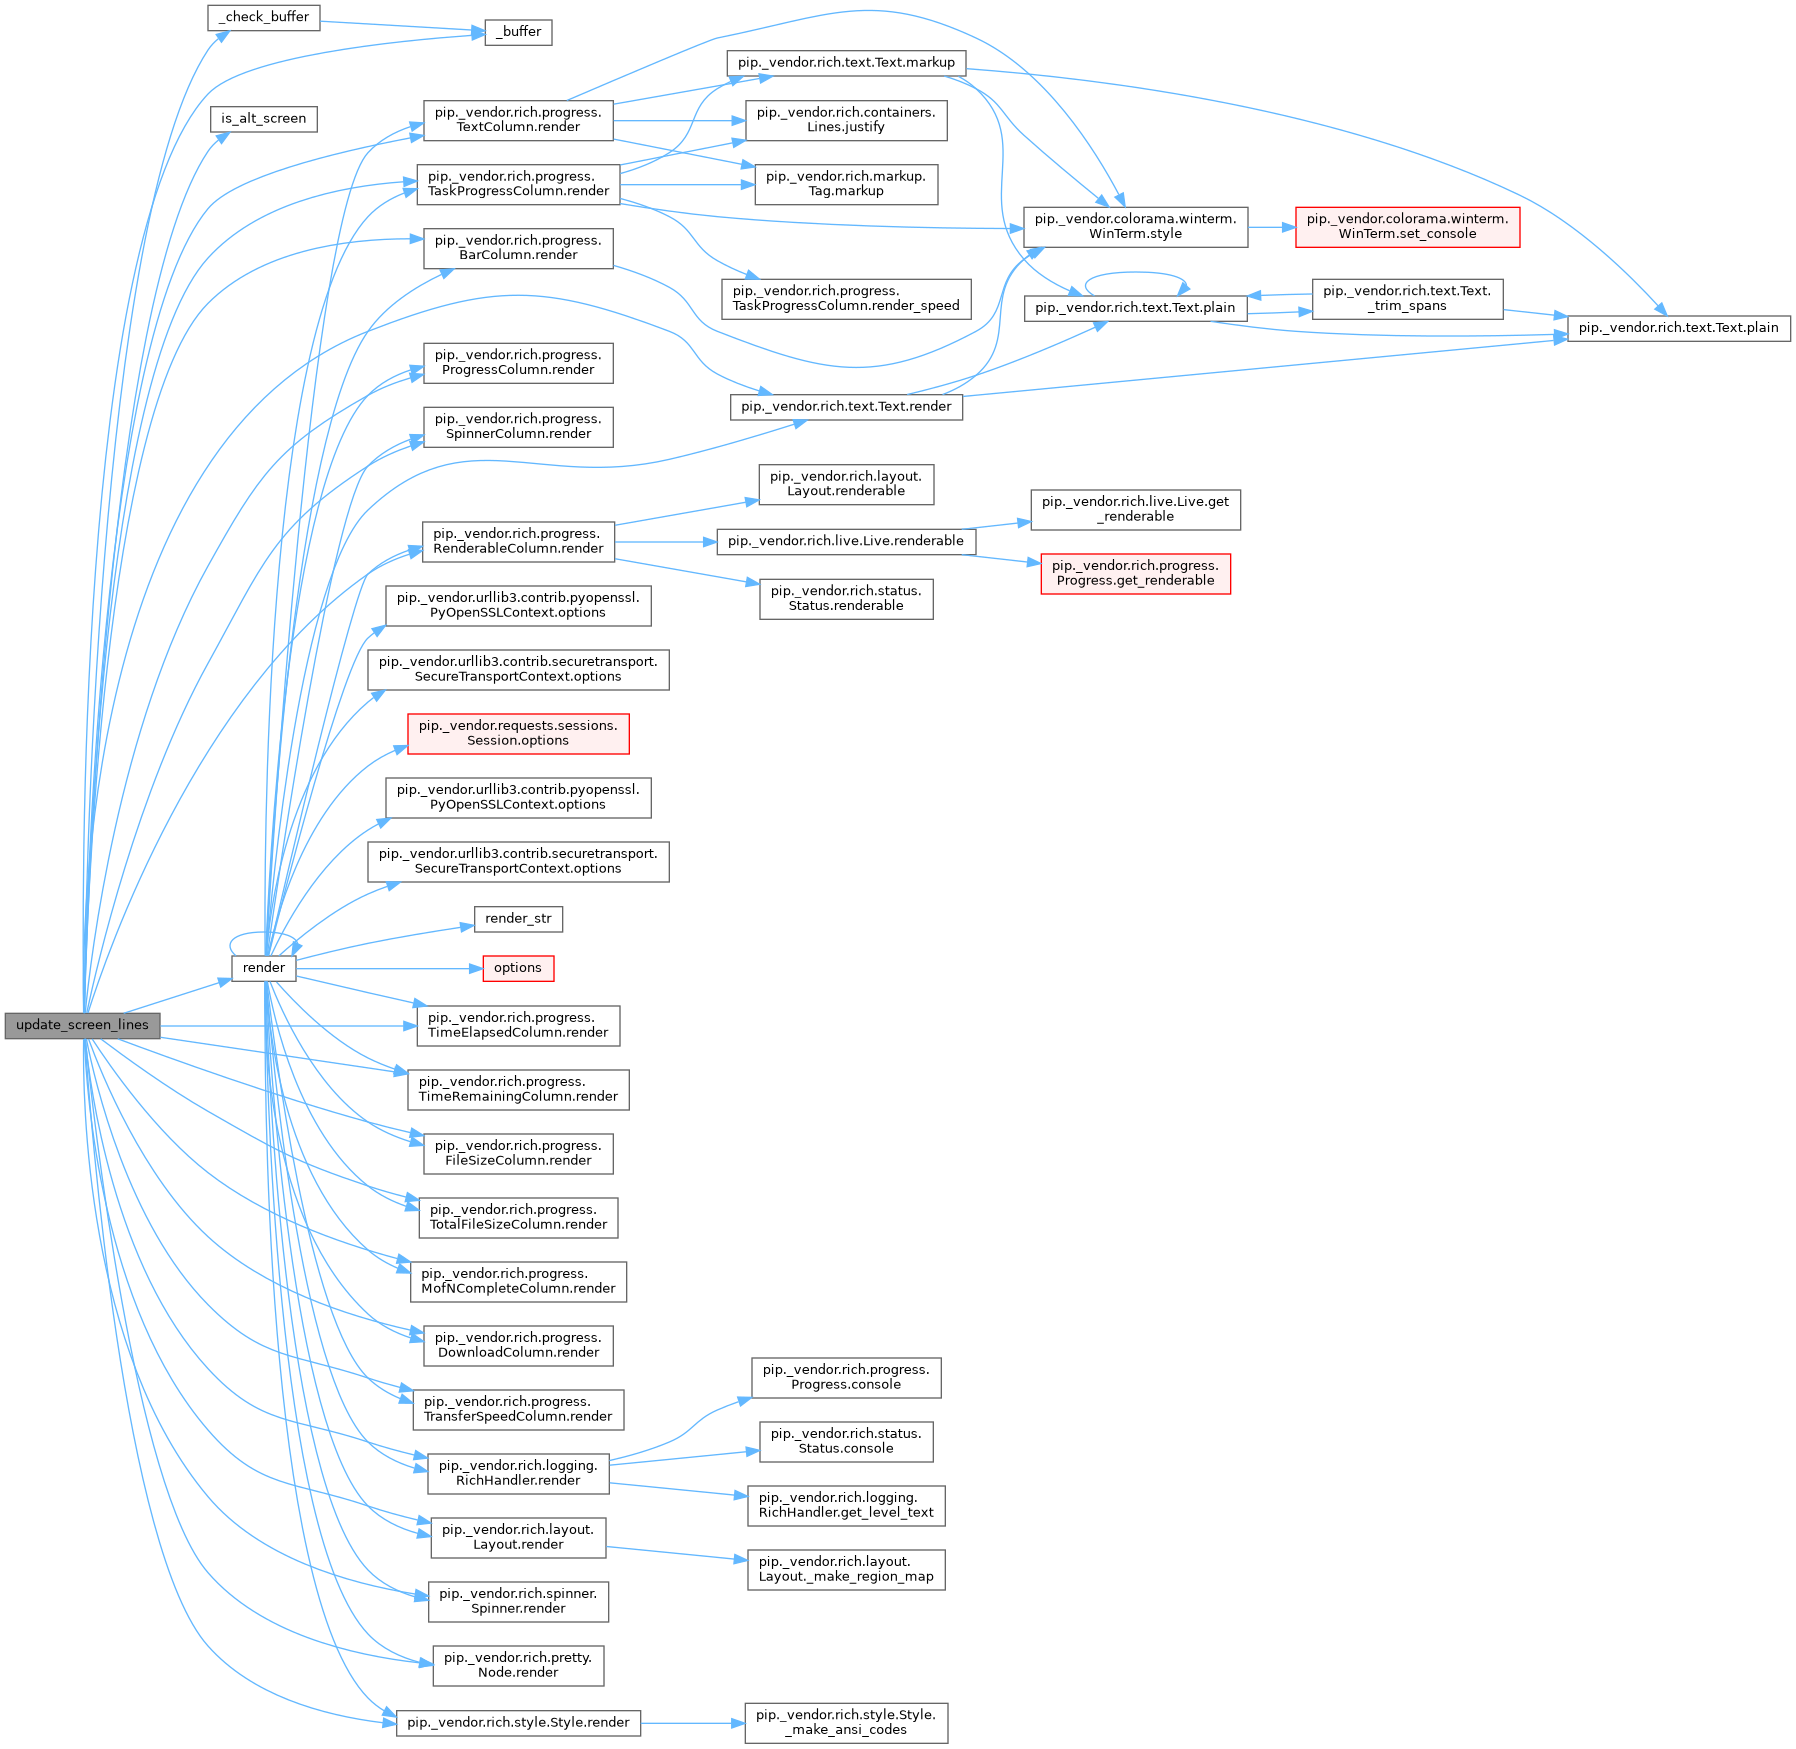 _check_buffer
_buffer
is_alt_screen
pip._vendor.rich.text.Text.markup
pip._vendor.rich.progress.
TextColumn.render
pip._vendor.rich.containers.
Lines.justify
pip._vendor.rich.progress.
TaskProgressColumn.render
pip._vendor.rich.markup.
Tag.markup
pip._vendor.colorama.winterm.
WinTerm.style
pip._vendor.colorama.winterm.
WinTerm.set_console
pip._vendor.rich.progress.
BarColumn.render
pip._vendor.rich.progress.
TaskProgressColumn.render_speed
pip._vendor.rich.text.Text.plain
pip._vendor.rich.text.Text.
_trim_spans
pip._vendor.rich.text.Text.plain
pip._vendor.rich.progress.
ProgressColumn.render
pip._vendor.rich.text.Text.render
pip._vendor.rich.progress.
SpinnerColumn.render
pip._vendor.rich.layout.
Layout.renderable
pip._vendor.rich.live.Live.get
_renderable
pip._vendor.rich.progress.
RenderableColumn.render
pip._vendor.rich.live.Live.renderable
pip._vendor.rich.progress.
Progress.get_renderable
pip._vendor.rich.status.
Status.renderable
pip._vendor.urllib3.contrib.pyopenssl.
PyOpenSSLContext.options
pip._vendor.urllib3.contrib.securetransport.
SecureTransportContext.options
pip._vendor.requests.sessions.
Session.options
pip._vendor.urllib3.contrib.pyopenssl.
PyOpenSSLContext.options
pip._vendor.urllib3.contrib.securetransport.
SecureTransportContext.options
render_str
render
options
update_screen_lines
pip._vendor.rich.progress.
TimeElapsedColumn.render
pip._vendor.rich.progress.
TimeRemainingColumn.render
pip._vendor.rich.progress.
FileSizeColumn.render
pip._vendor.rich.progress.
TotalFileSizeColumn.render
pip._vendor.rich.progress.
MofNCompleteColumn.render
pip._vendor.rich.progress.
DownloadColumn.render
pip._vendor.rich.progress.
Progress.console
pip._vendor.rich.progress.
TransferSpeedColumn.render
pip._vendor.rich.status.
Status.console
pip._vendor.rich.logging.
RichHandler.render
pip._vendor.rich.logging.
RichHandler.get_level_text
pip._vendor.rich.layout.
Layout.render
pip._vendor.rich.layout.
Layout._make_region_map
pip._vendor.rich.spinner.
Spinner.render
pip._vendor.rich.pretty.
Node.render
pip._vendor.rich.style.Style.render
pip._vendor.rich.style.Style.
_make_ansi_codes